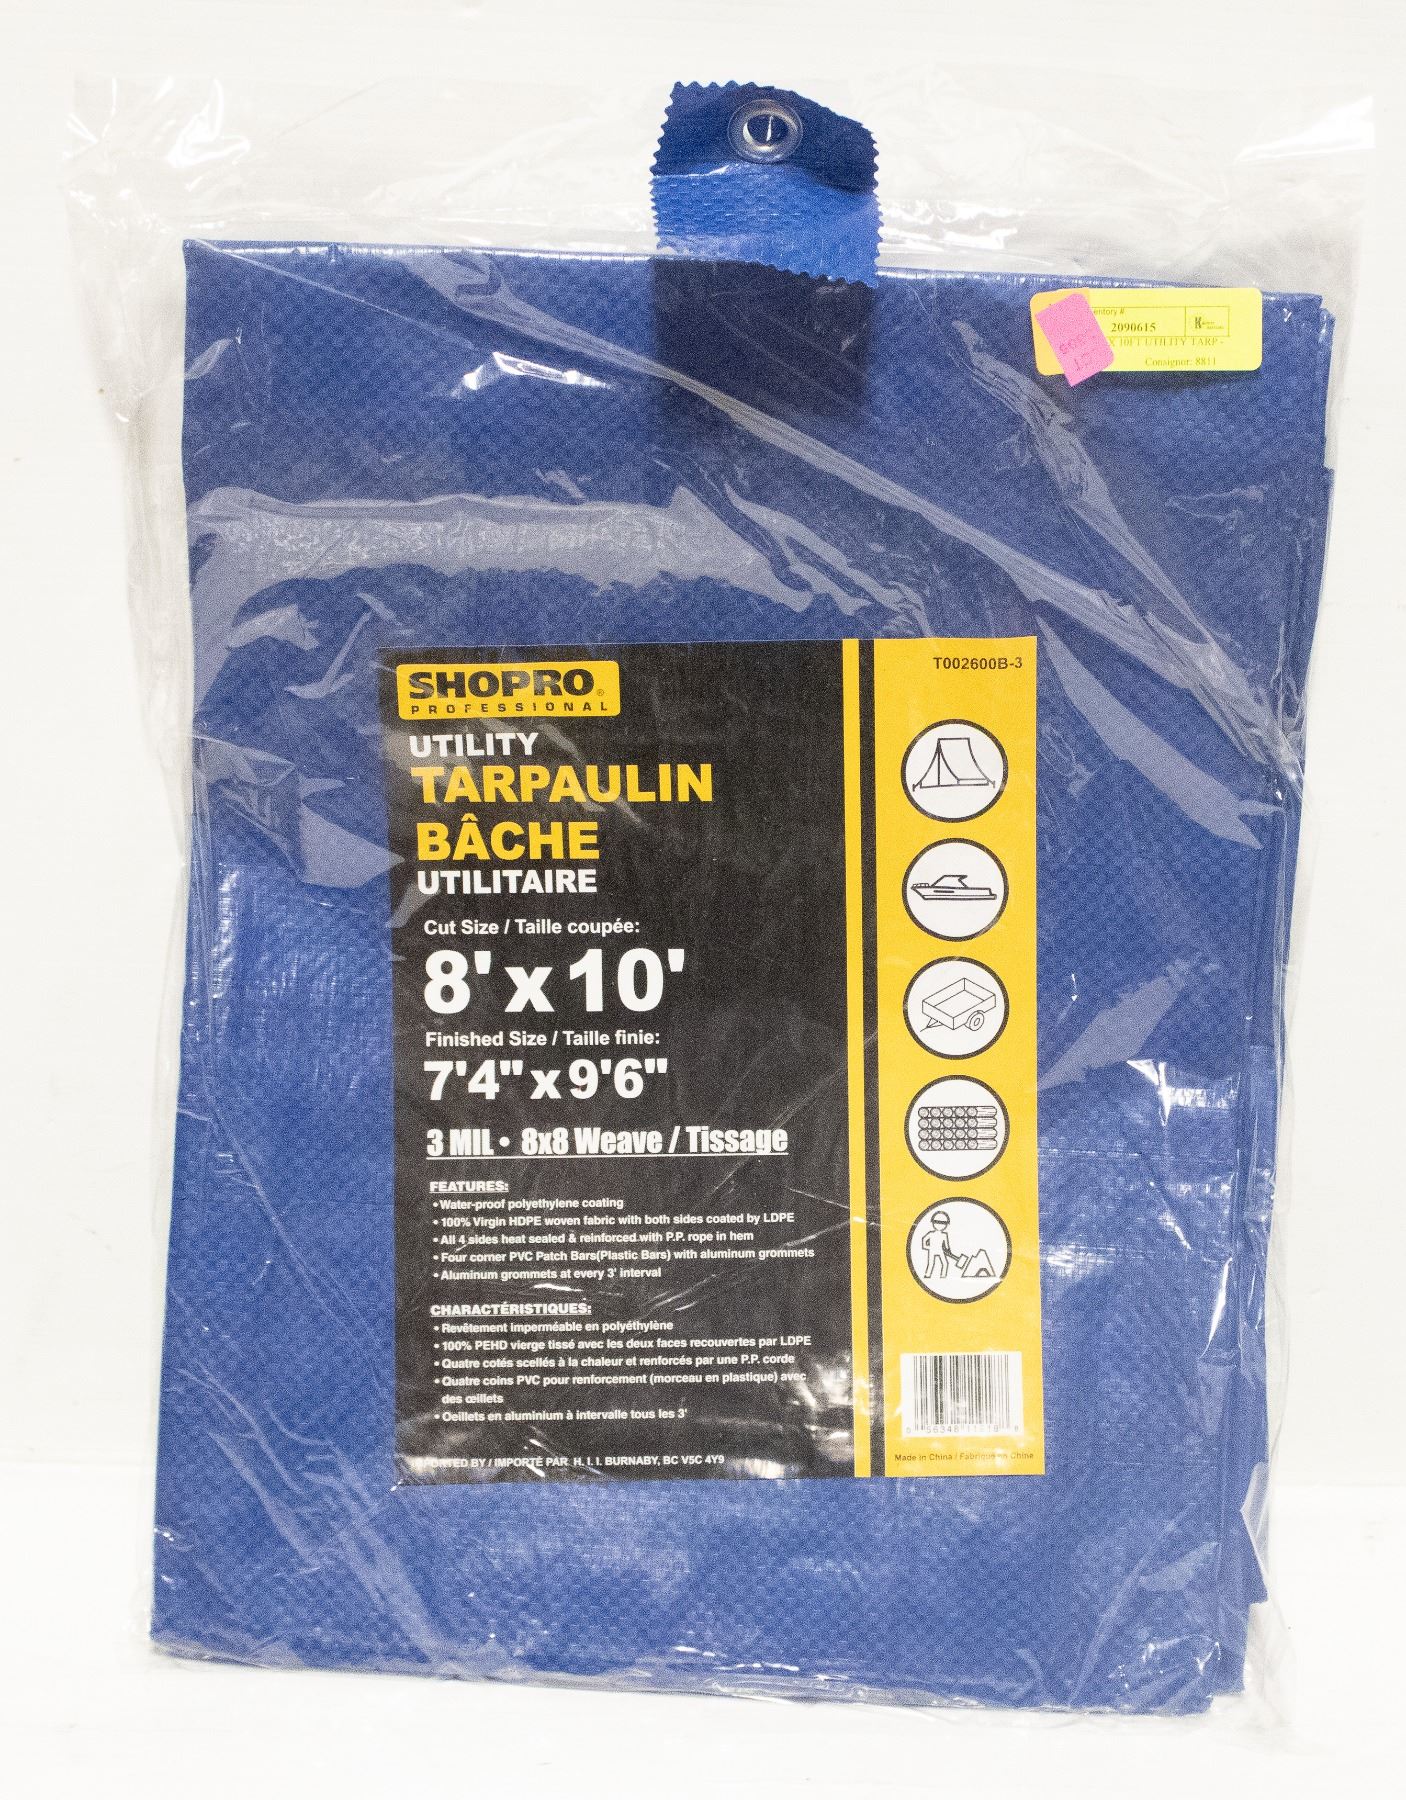 entory #
2090615
X 10FT UTILITY TARP -
Consignor: 8811
T002600B-3
SHOPRO®
PROFESSIONAL
UTILITY
TARPAULIN
BÂCHE
UTILITAIRE
Cut Size / Taille coupée:
8' x 10'
Finished Size / Taille finie:
7'4" x 9'6"
3 MIL • 8x8 Weave / Tissage
FEATURES:
• Water-proof polyethylene coating
• 100% Virgin HDPE woven fabric with both sides coated by LDPE
• All 4 sides heat sealed & reinforced with P.P. rope in hem
• Four corner PVC Patch Bars(Plastic Bars) with aluminum grommets
• Aluminum grommets at every 3' interval
CHARACTÉRISTIQUES:
• Revêtement imperméable en polyéthylène
• 100% PEHD vierge tissé avec les deux faces recouvertes par LDPE
• Quatre cotés scellés à la chaleur et renforcés par une P.P. corde
• Quatre coins PVC pour renforcement (morceau en plastique) avec
des œillets
• Oeillets en aluminium à intervalle tous les 3'
PORTED BY / IMPORTÉ PAR H. I. I. BURNABY, BC V5C 4Y9
Made in China / Fabriqué en Chine